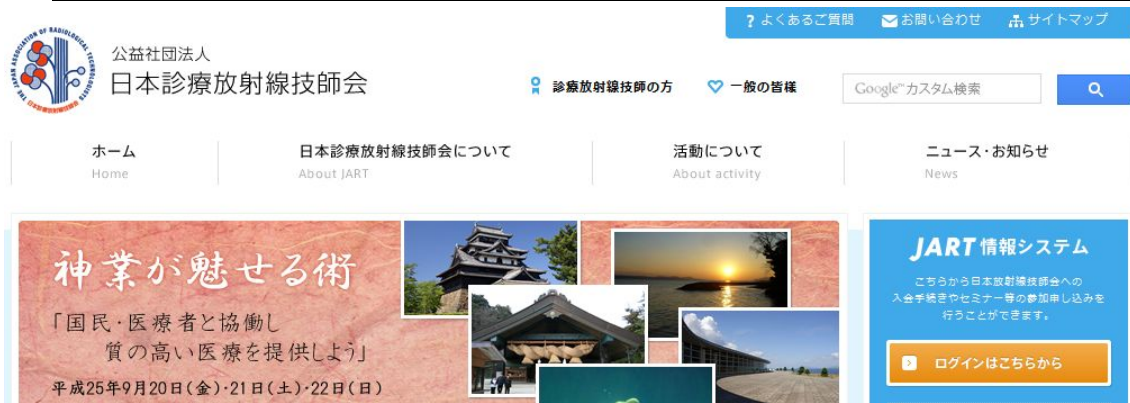 ? よくあるご質問
お問い合わせ
サイトマップ
THE JAPAN ASSOCIATION OF RADIOLOGICAL TECHNOLOGISTS
公益社団法人
日本診療放射線技師会
診療放射線技師の方
一般の皆様
Google™カスタム検索
ホーム
Home
日本診療放射線技師会について
About JART
活動について
About activity
ニュース・お知らせ
News
神業が魅せる術
「国民・医療者と協働し
質の高い医療を提供しよう」
平成25年9月20日(金)・21日(土)・22日(日)
JART 情報システム
こちらから日本放射線技師会への
入会手続きやセミナー等の参加申し込みを
行うことができます。
ログインはこちらから